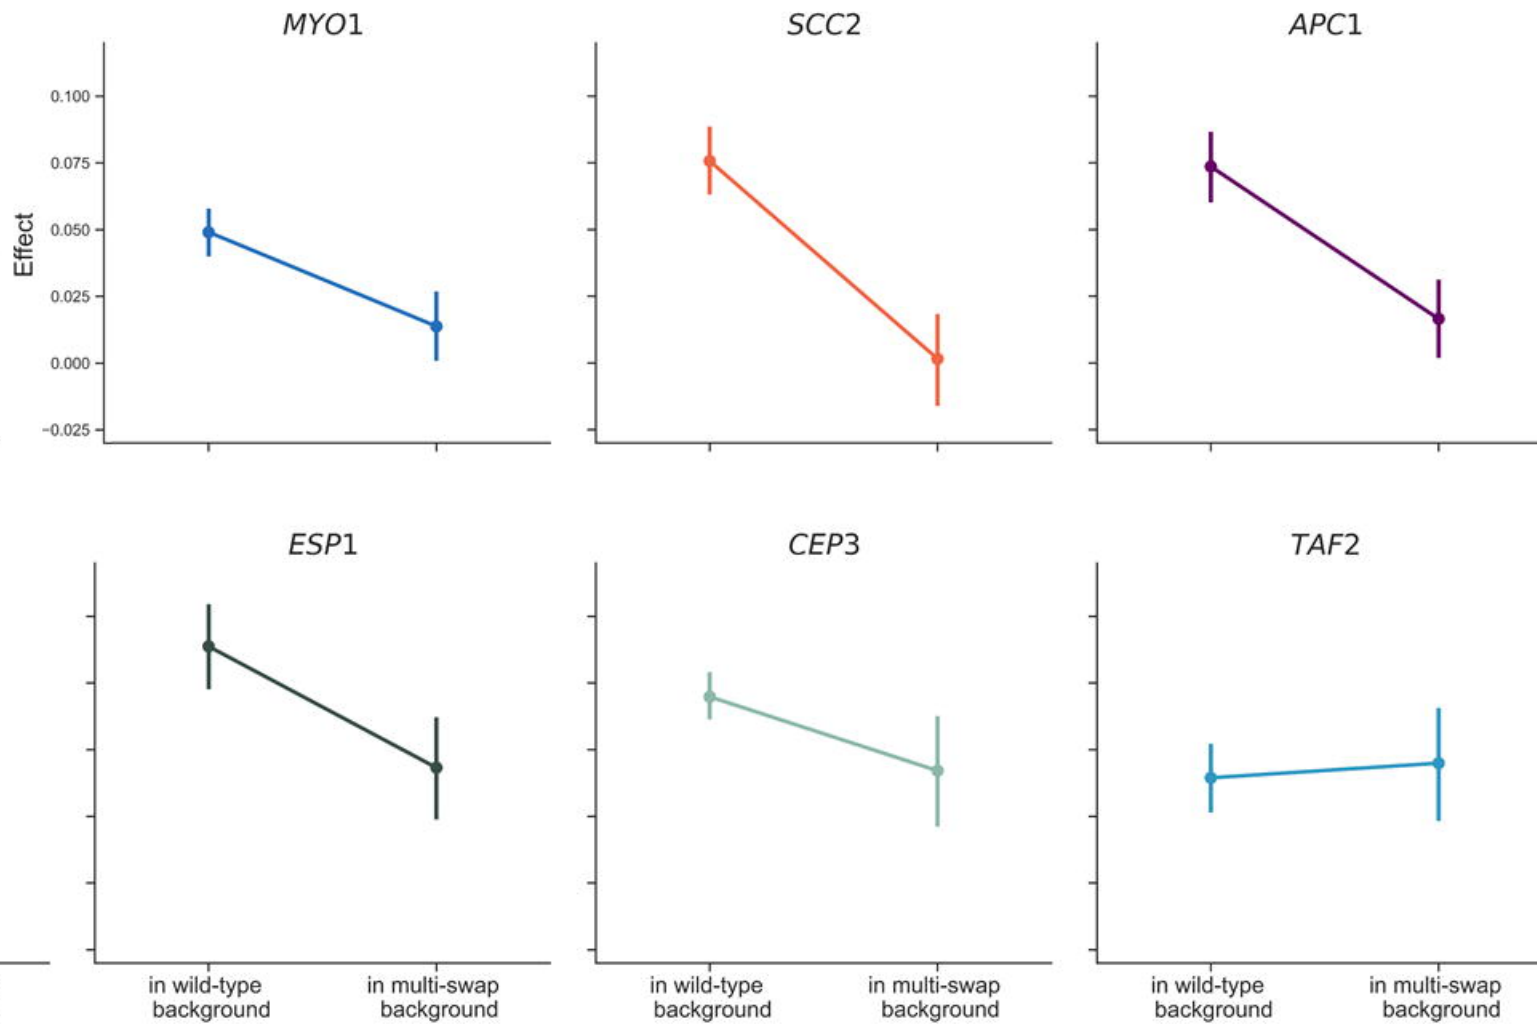 MYO1
SCC2
APC1
0.100
0.075
0.050
0.025
0.000
−0.025
Effect
ESP1
CEP3
TAF2
in wild-type
background
in multi-swap
background
in wild-type
background
in multi-swap
background
in wild-type
background
in multi-swap
background